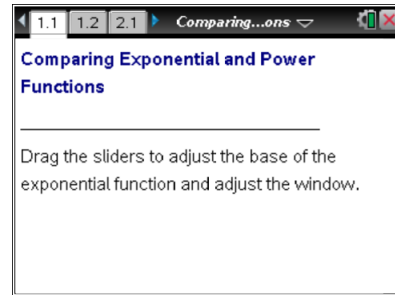 1.1 1.2 2.1 Comparing...ons
Comparing Exponential and Power
Functions
Drag the sliders to adjust the base of the
exponential function and adjust the window.